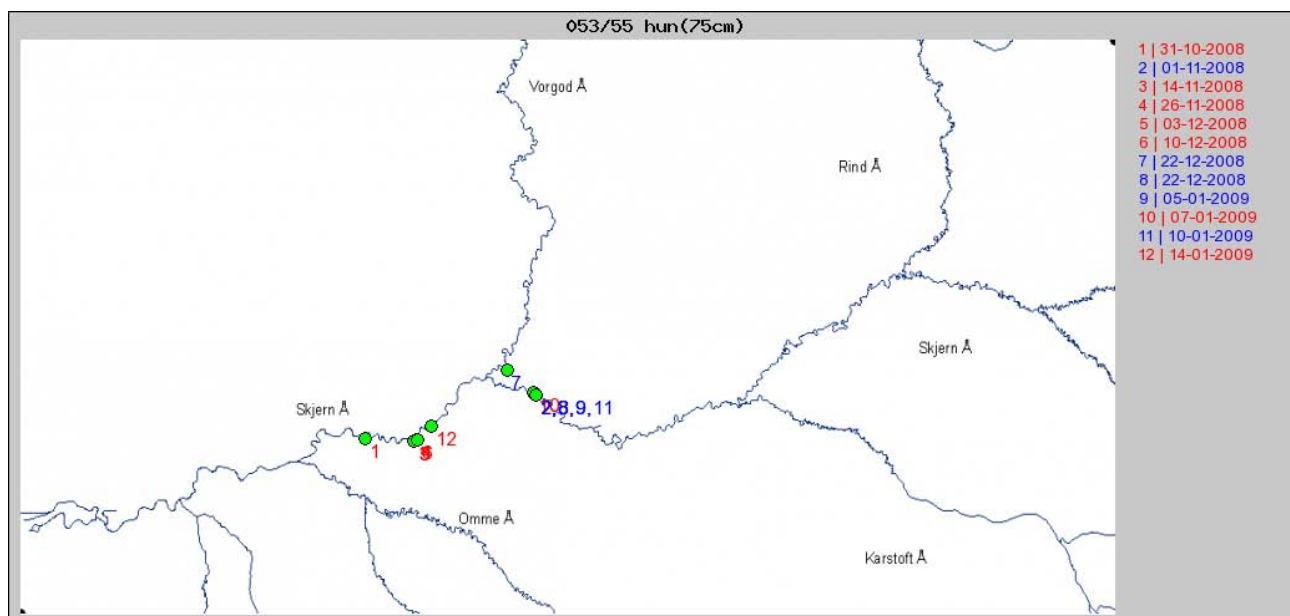 053/55 hun(75cm)
1 | 31-10-2008
2 | 01-11-2008
3 | 14-11-2008
4 | 26-11-2008
5 | 03-12-2008
6 | 10-12-2008
7 | 22-12-2008
8 | 22-12-2008
9 | 05-01-2009
10 | 07-01-2009
11 | 10-01-2009
12 | 14-01-2009
Vorgod Å
Rind Å
Skjern Å
7
2,8,9,11
Skjern Å
12
1
Omme Å
Karstoft Å